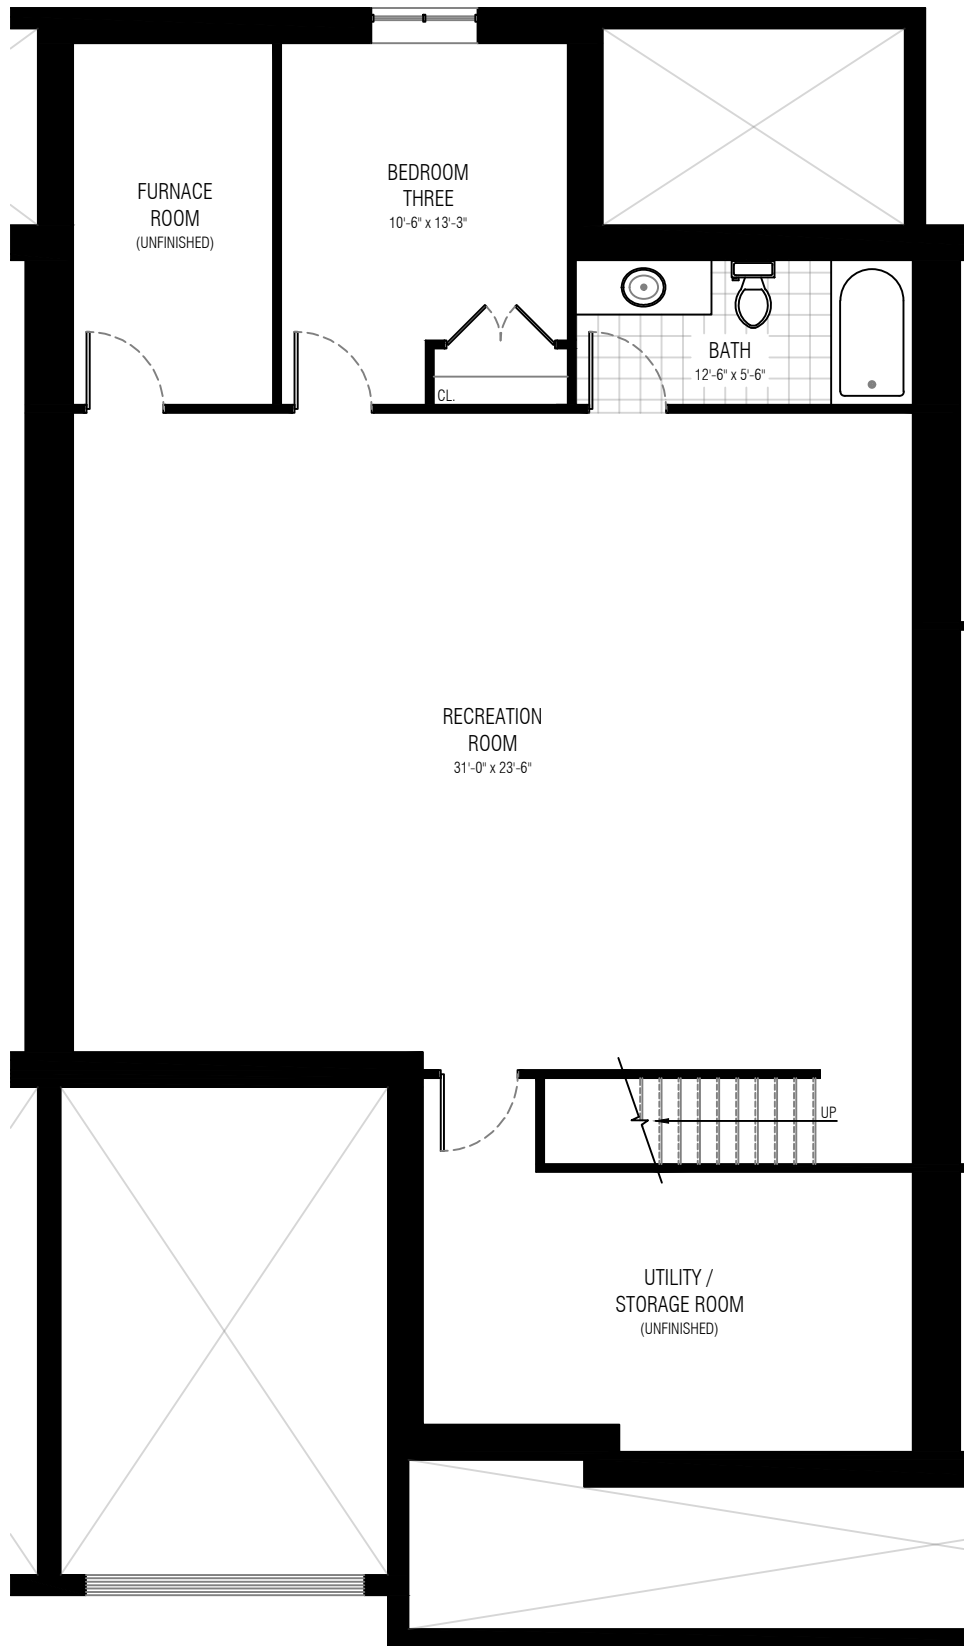 FURNACE
ROOM
(UNFINISHED)
BEDROOM
THREE
10'-6" x 13'-3"
BATH
12'-6" x 5'-6"
CL.
RECREATION
ROOM
31'-0" x 23'-6"
UP
UTILITY /
STORAGE ROOM
(UNFINISHED)